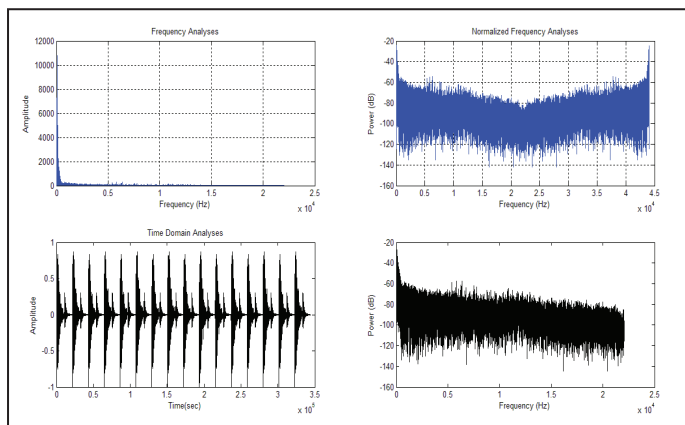 Frequency Analyses
12000
10000
8000
6000
4000
2000
0
Amplitude
0 0.5 1 1.5 2 2.5
Frequency (Hz)
x 10^4
Normalized Frequency Analyses
-20
-40
-60
-80
-100
-120
-140
-160
Power (dB)
0 0.5 1 1.5 2 2.5 3 3.5 4 4.5
Frequency (Hz)
x 10^4
Time Domain Analyses
1
0.5
0
-0.5
-1
Amplitude
0 0.5 1 1.5 2 2.5 3 3.5
Time(sec)
x 10^5
-20
-40
-60
-80
-100
-120
-140
-160
Power (dB)
0 0.5 1 1.5 2 2.5
Frequency (Hz)
x 10^4